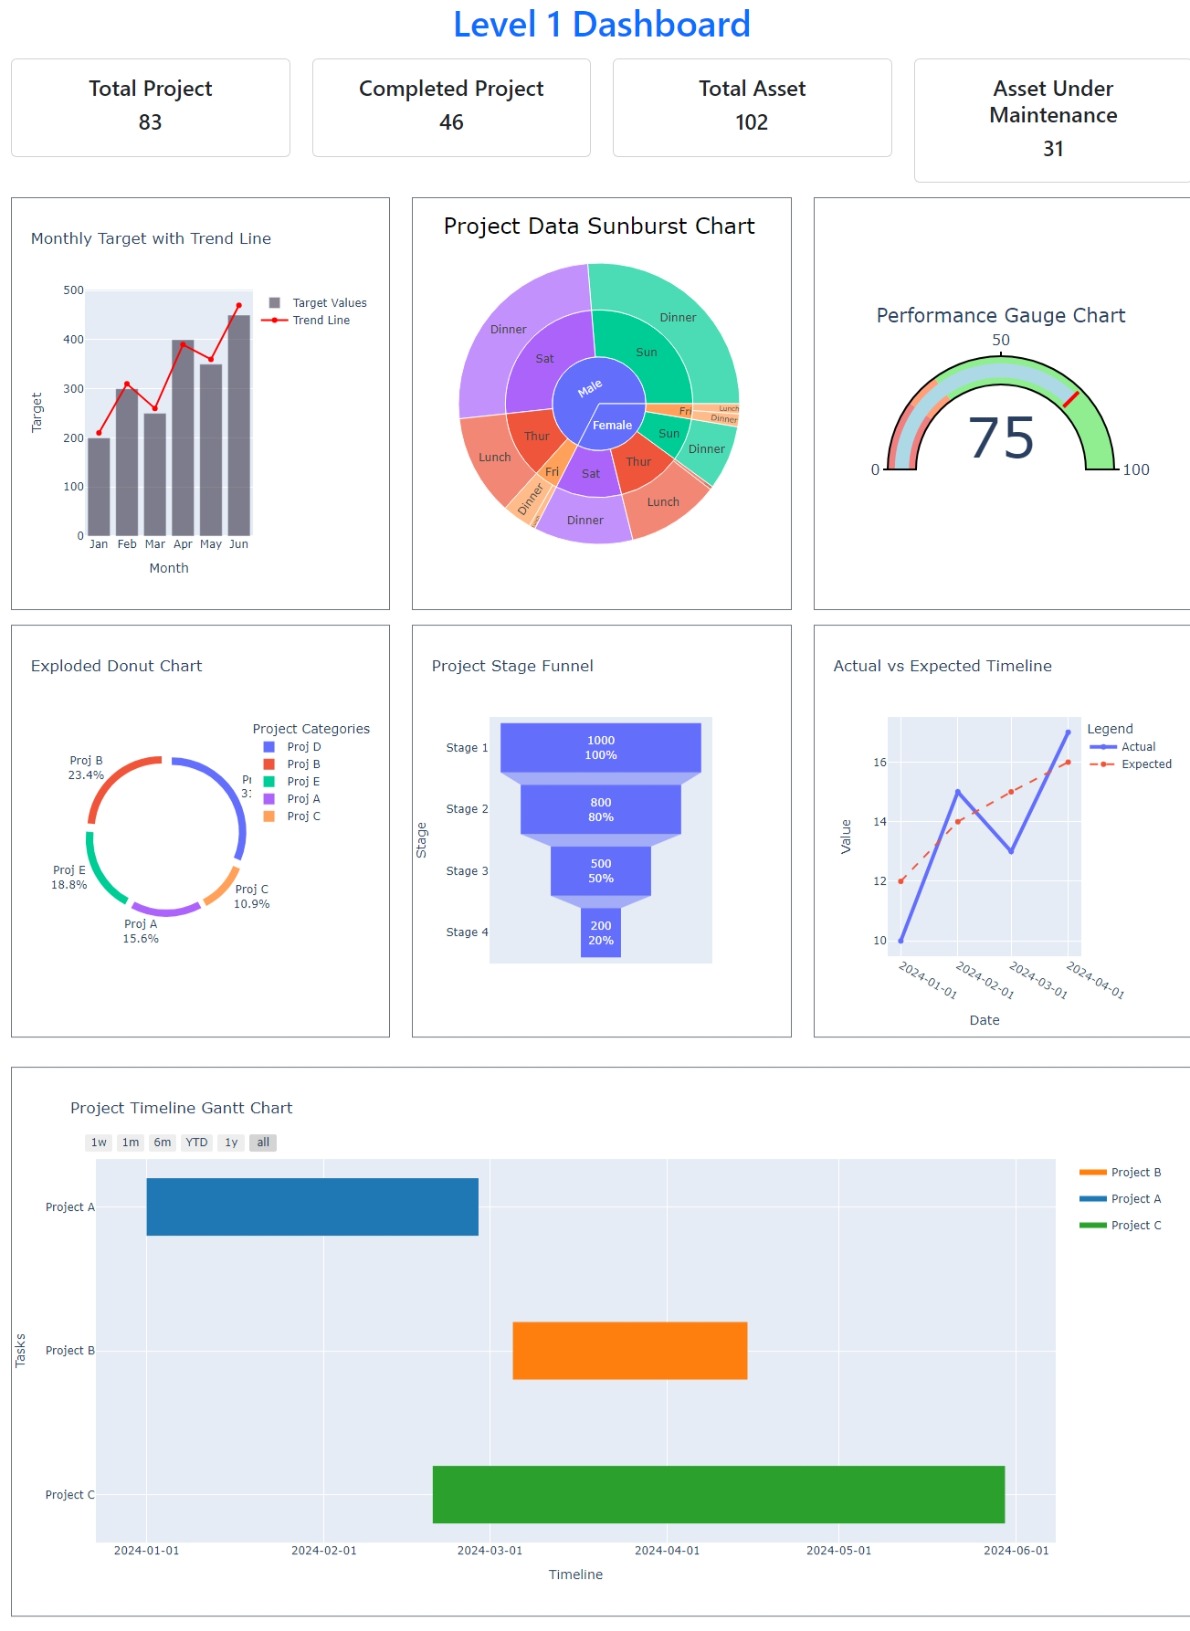 Level 1 Dashboard
Total Project
83
Completed Project
46
Total Asset
102
Asset Under
Maintenance
31
Monthly Target with Trend Line
500
400
300
200
100
0
Target
Jan Feb Mar Apr May Jun
Month
Target Values
Trend Line
Project Data Sunburst Chart
Dinner
Dinner
Sat
Sun
Male
Female
Fri
Lunch
Dinner
Thur
Sun
Lunch
Thur
Dinner
Fri
Sat
Dinner
Lunch
Dinner
Performance Gauge Chart
50
75
0
100
Exploded Donut Chart
Project Categories
Proj D
Proj B
Proj E
Proj A
Proj C
Proj B
23.4%
Proj E
18.8%
Proj C
10.9%
Proj A
15.6%
Project Stage Funnel
Stage
Stage 1
1000
100%
Stage 2
800
80%
Stage 3
500
50%
Stage 4
200
20%
Actual vs Expected Timeline
Legend
Actual
Expected
16
14
12
10
Value
2024-01-01
2024-02-01
2024-03-01
2024-04-01
Date
Project Timeline Gantt Chart
1w 1m 6m YTD 1y all
Project B
Project A
Project C
Project A
Project B
Project C
Tasks
2024-01-01 2024-02-01 2024-03-01 2024-04-01 2024-05-01 2024-06-01
Timeline